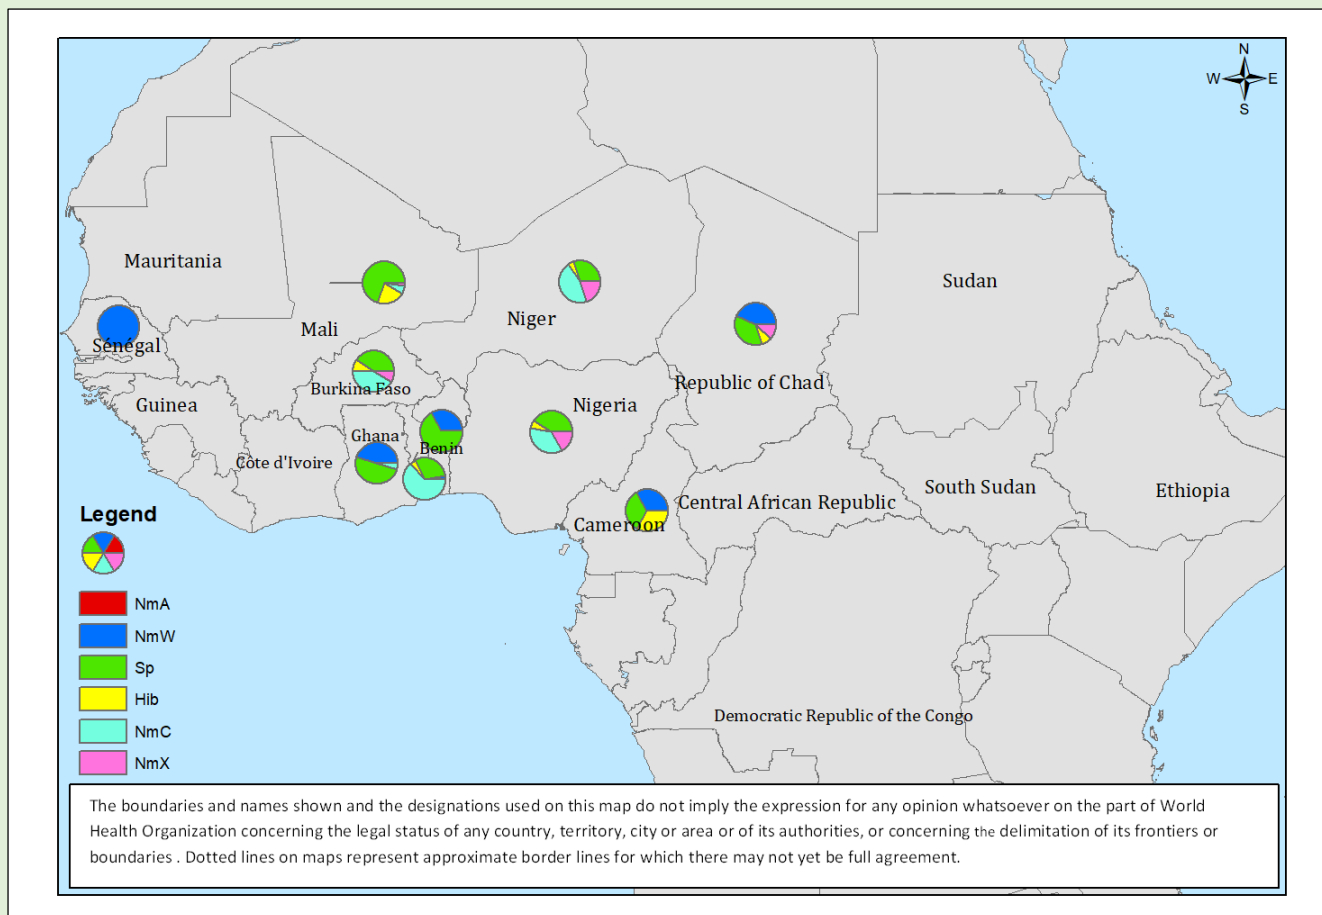 N
W E
S
Mauritania
Sudan
Niger
Mali
Sénégal
Republic of Chad
Burkina Faso
Guinea
Nigeria
Ghana
Benin
Côte d'Ivoire
South Sudan
Ethiopia
Central African Republic
Cameroon
Democratic Republic of the Congo
Legend
NmA
NmW
Sp
Hib
NmC
NmX
The boundaries and names shown and the designations used on this map do not imply the expression for any opinion whatsoever on the part of World
Health Organization concerning the legal status of any country, territory, city or area or of its authorities, or concerning the delimitation of its frontiers or
boundaries . Dotted lines on maps represent approximate border lines for which there may not yet be full agreement.